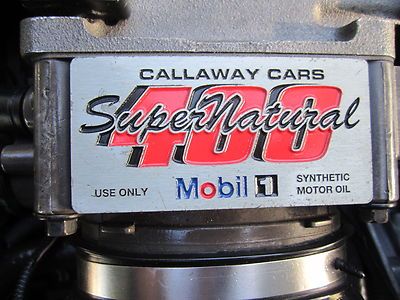 CALLAWAY CARS
400
SuperNatural
USE ONLY Mobil 1 SYNTHETIC
MOTOR OIL